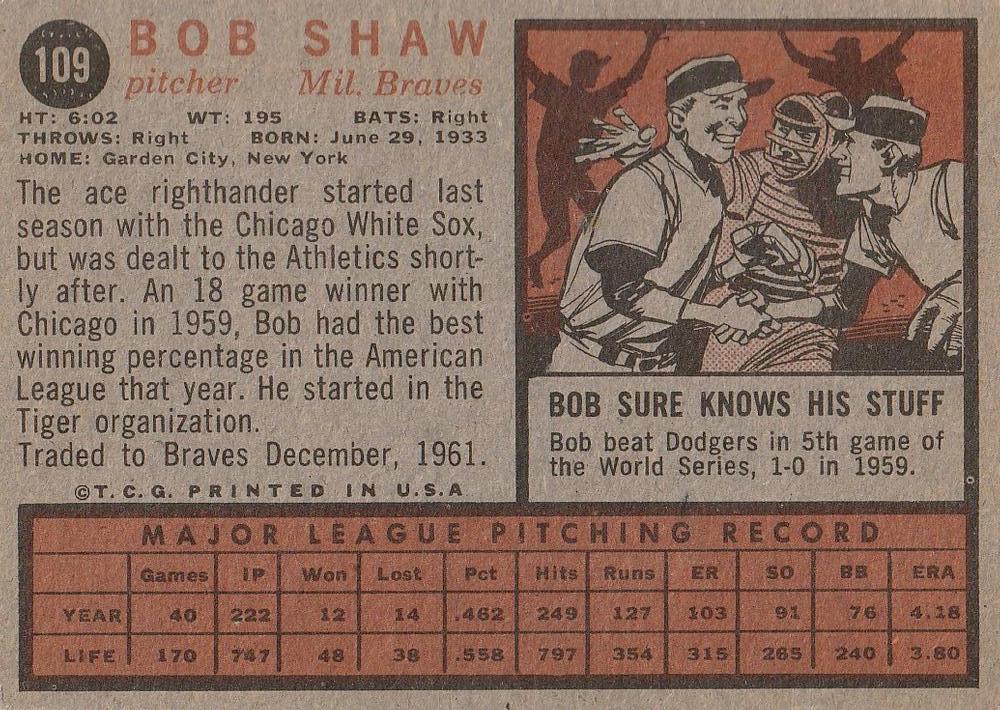 109
BOB SHAW
pitcher Mil. Braves
HT: 6:02 WT: 195 BATS: Right
THROWS: Right BORN: June 29, 1933
HOME: Garden City, New York
The ace righthander started last
season with the Chicago White Sox,
but was dealt to the Athletics short-
ly after. An 18 game winner with
Chicago in 1959, Bob had the best
winning percentage in the American
League that year. He started in the
Tiger organization.
Traded to Braves December, 1961.
©T.C.G. PRINTED IN U.S.A
BOB SURE KNOWS HIS STUFF
Bob beat Dodgers in 5th game of
the World Series, 1-0 in 1959.
MAJOR LEAGUE PITCHING RECORD
Games IP Won Lost Pct Hits Runs ER SO BB ERA
YEAR 40 222 12 14 .462 249 127 103 91 76 4.18
LIFE 170 747 48 38 .558 797 354 315 265 240 3.80